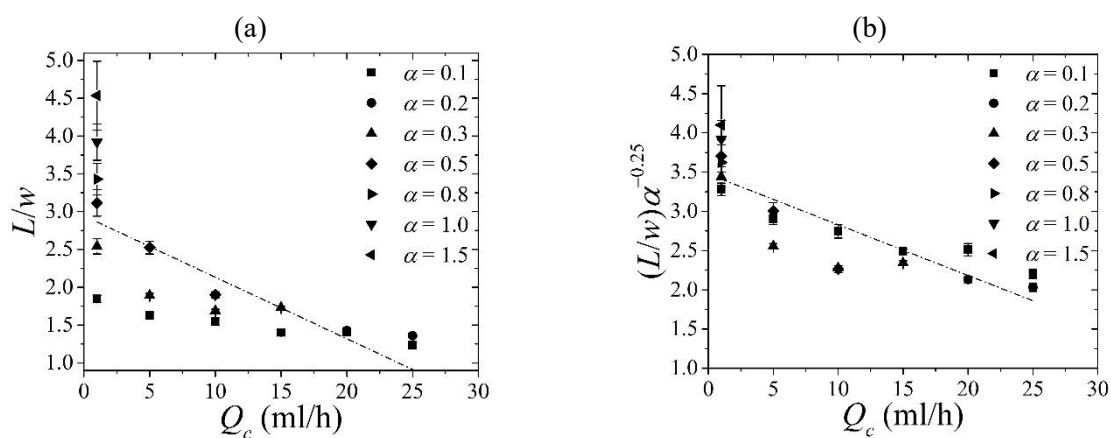 (a)
5.0
4.5
4.0
3.5
3.0
2.5
2.0
1.5
1.0
L/w
0 5 10 15 20 25 30
Q_c (ml/h)
α = 0.1
α = 0.2
α = 0.3
α = 0.5
α = 0.8
α = 1.0
α = 1.5
(b)
5.0
4.5
4.0
3.5
3.0
2.5
2.0
1.5
1.0
(L/w)α^−0.25
0 5 10 15 20 25 30
Q_c (ml/h)
α = 0.1
α = 0.2
α = 0.3
α = 0.5
α = 0.8
α = 1.0
α = 1.5